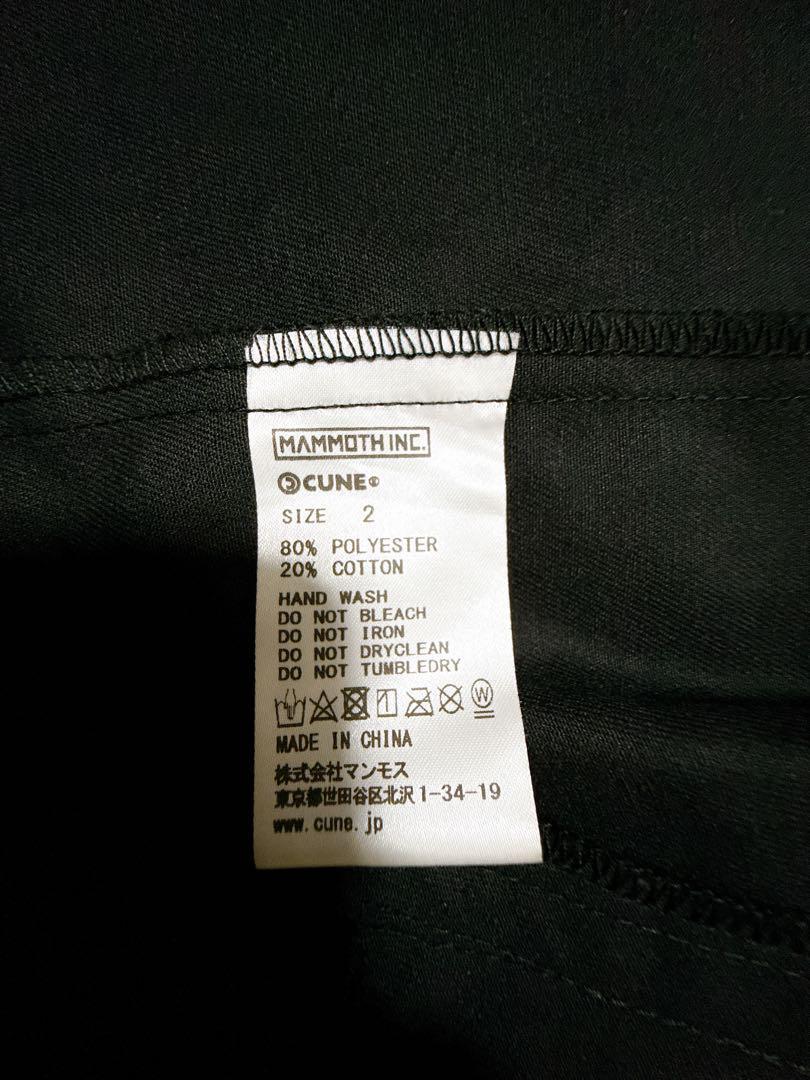 MAMMOTH INC.
CUNE®
SIZE 2
80% POLYESTER
20% COTTON
HAND WASH
DO NOT BLEACH
DO NOT IRON
DO NOT DRYCLEAN
DO NOT TUMBLEDRY
W
MADE IN CHINA
株式会社マンモス
東京都世田谷区北沢1-34-19
www.cune.jp